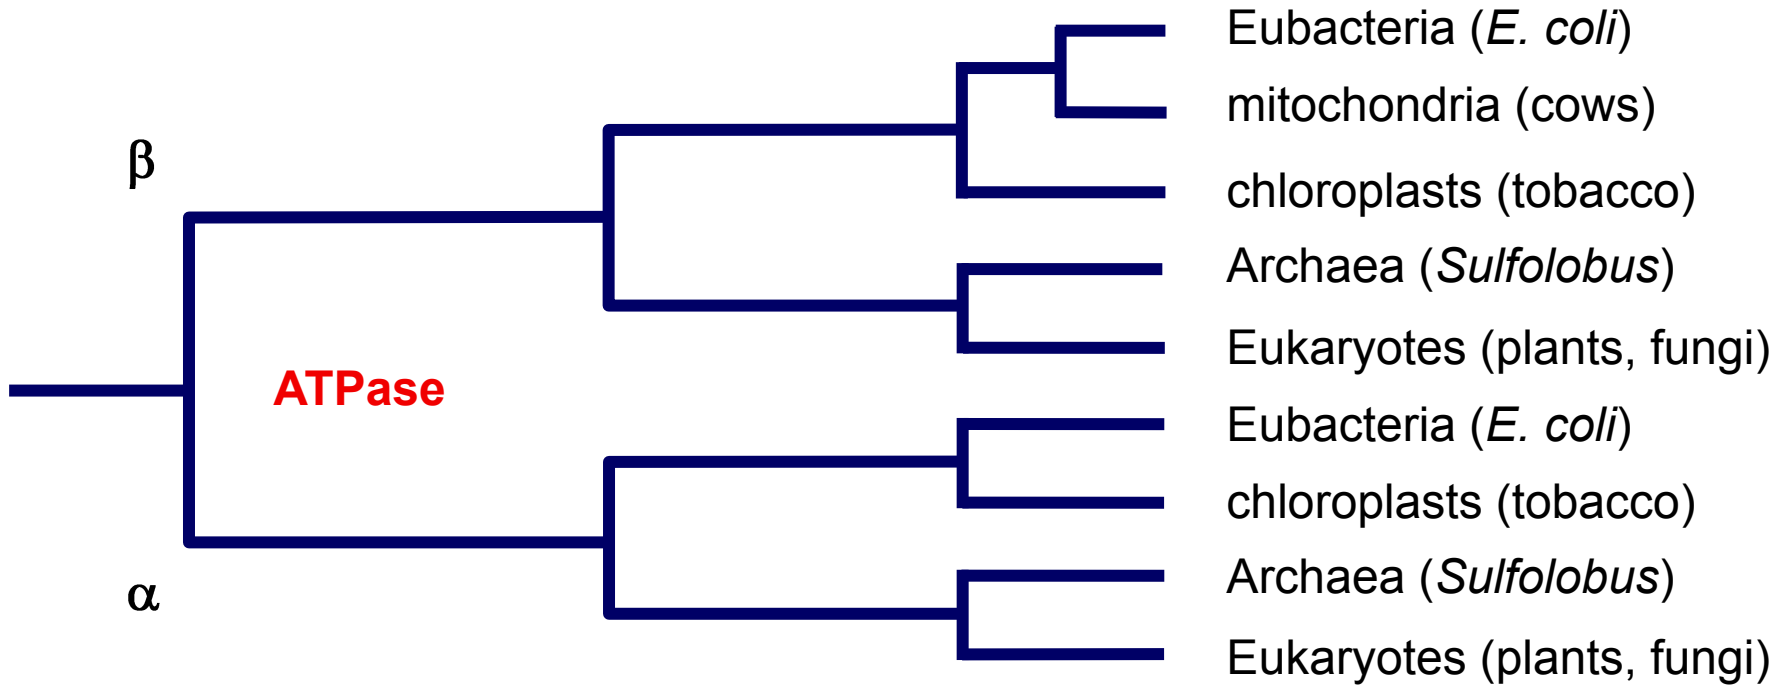 Eubacteria (E. coli)
mitochondria (cows)
β
chloroplasts (tobacco)
Archaea (Sulfolobus)
Eukaryotes (plants, fungi)
ATPase
Eubacteria (E. coli)
chloroplasts (tobacco)
α
Archaea (Sulfolobus)
Eukaryotes (plants, fungi)